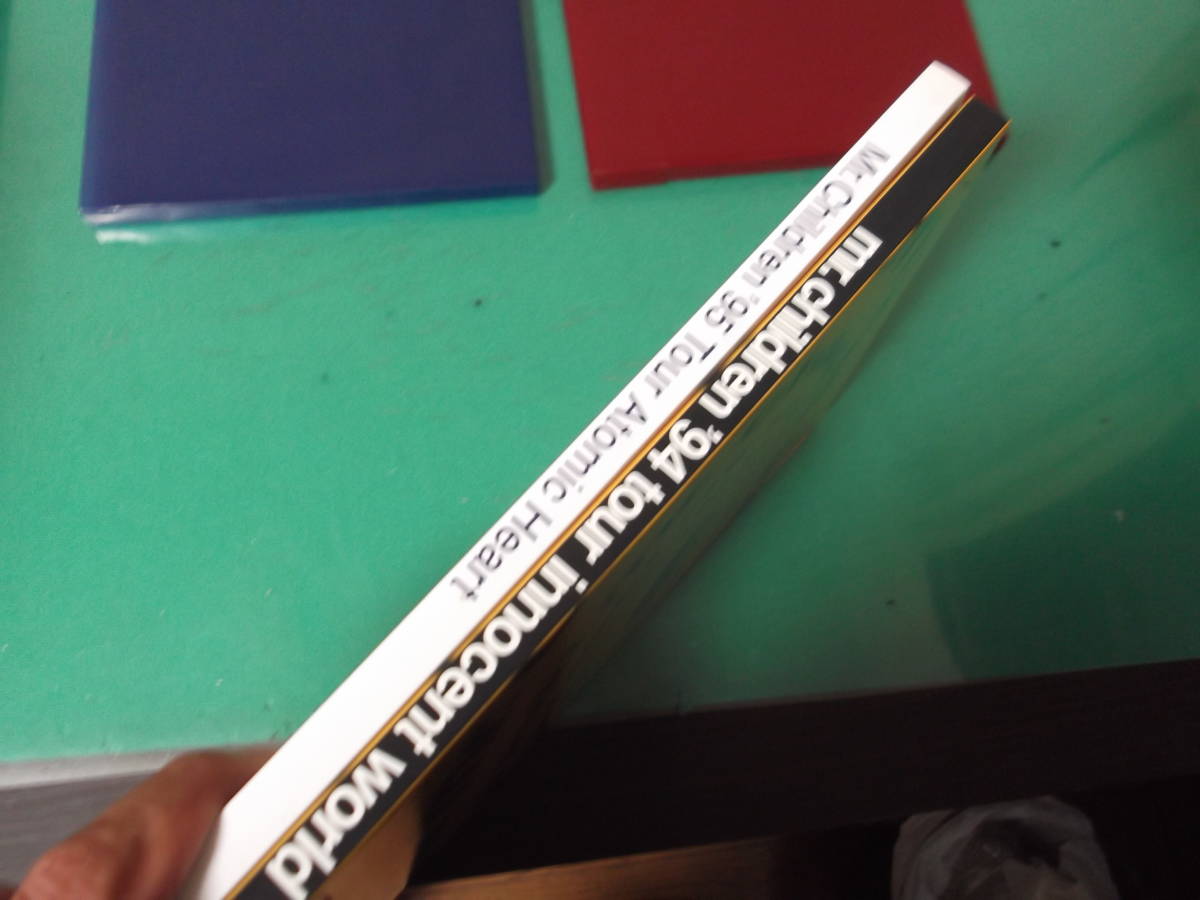 Mr. Children '95 Tour Atomic Heart
mr. children '94 tour innocent world